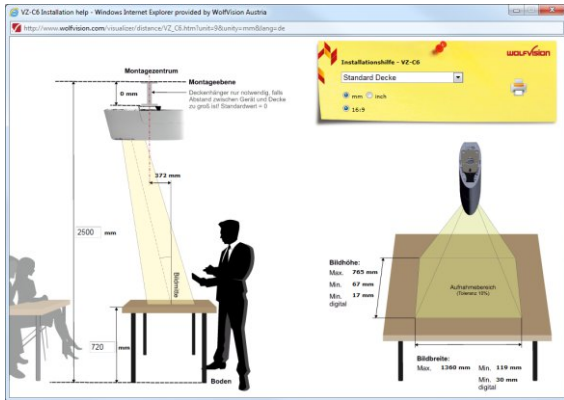 VZ-C6 Installation help - Windows Internet Explorer provided by WolfVision Austria
http://www.wolfvision.com/visualizer/distance/VZ_C6.htm?unit=9&unity=mm&lang=de
Montagezentrum
Montageebene
0 mm
Deckenhänger nur notwendig, falls
Abstand zwischen Gerät und Decke
zu groß ist! Standardwert = 0
372 mm
2500 mm
Bildmitte
720 mm
Boden
WOLFVISION
Installationshilfe - VZ-C6
Standard Decke
mm inch
16:9
Bildhöhe:
Max. 765 mm
Min. 67 mm
Min. 17 mm
digital
Aufnahmebereich
(Toleranz 10%)
Bildbreite:
Max. 1360 mm Min. 119 mm
Min. 30 mm
digital